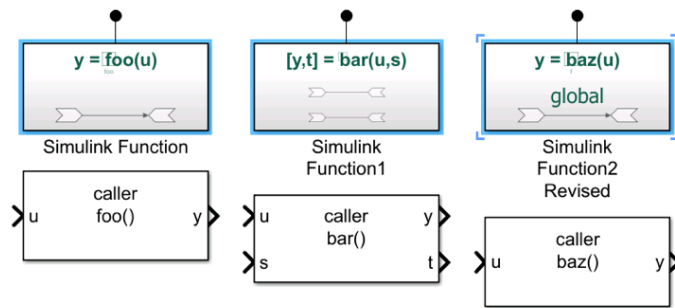 y = foo(u)
Simulink Function
caller
foo()
u
y
[y,t] = bar(u,s)
Simulink
Function1
caller
bar()
u
y
s
t
y = baz(u)
global
Simulink
Function2
Revised
caller
baz()
u
y